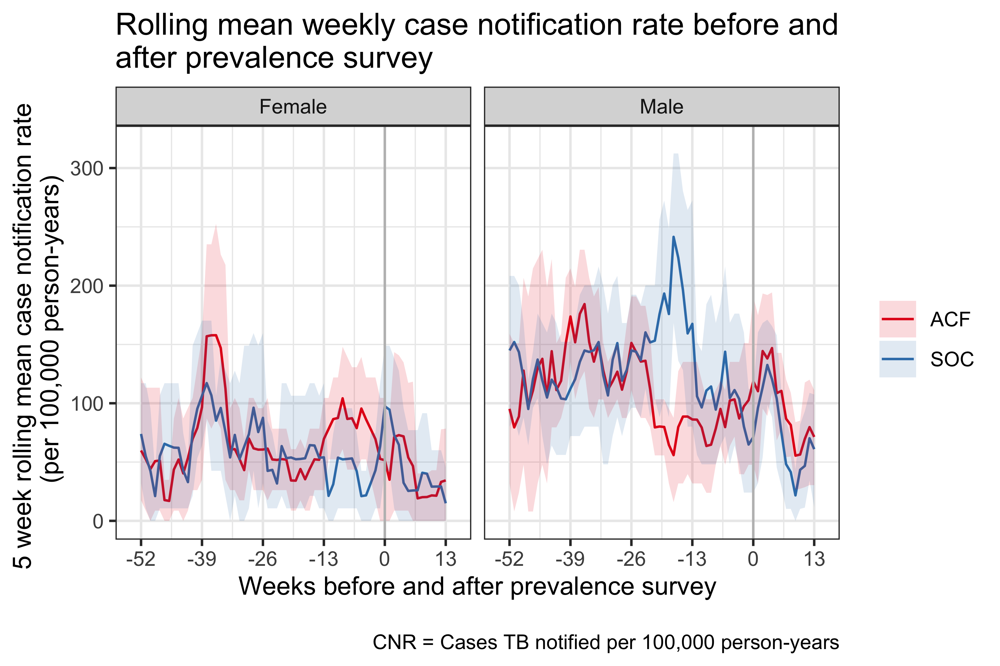 Rolling mean weekly case notification rate before and
after prevalence survey
Female
Male
5 week rolling mean case notification rate
(per 100,000 person-years)
300
200
100
0
-52
-39
-26
-13
0
13
-52
-39
-26
-13
0
13
Weeks before and after prevalence survey
ACF
SOC
CNR = Cases TB notified per 100,000 person-years